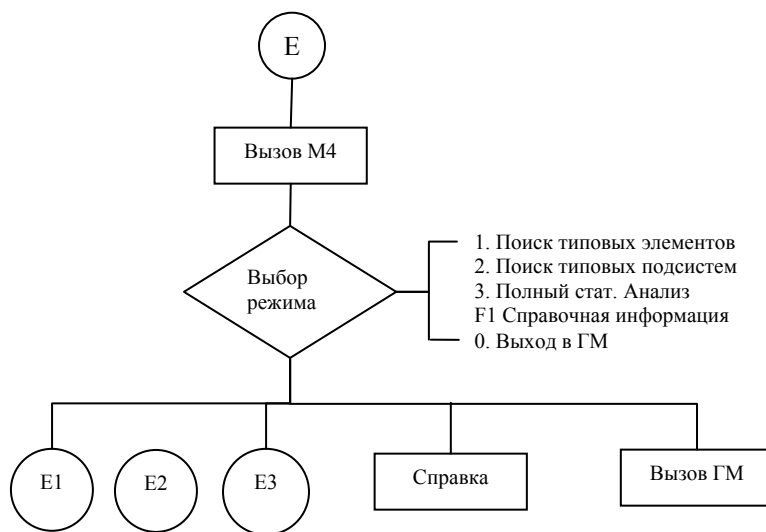 E
Вызов М4
Выбор
режима
1. Поиск типовых элементов
2. Поиск типовых подсистем
3. Полный стат. Анализ
F1 Справочная информация
0. Выход в ГМ
E1
E2
E3
Справка
Вызов ГМ